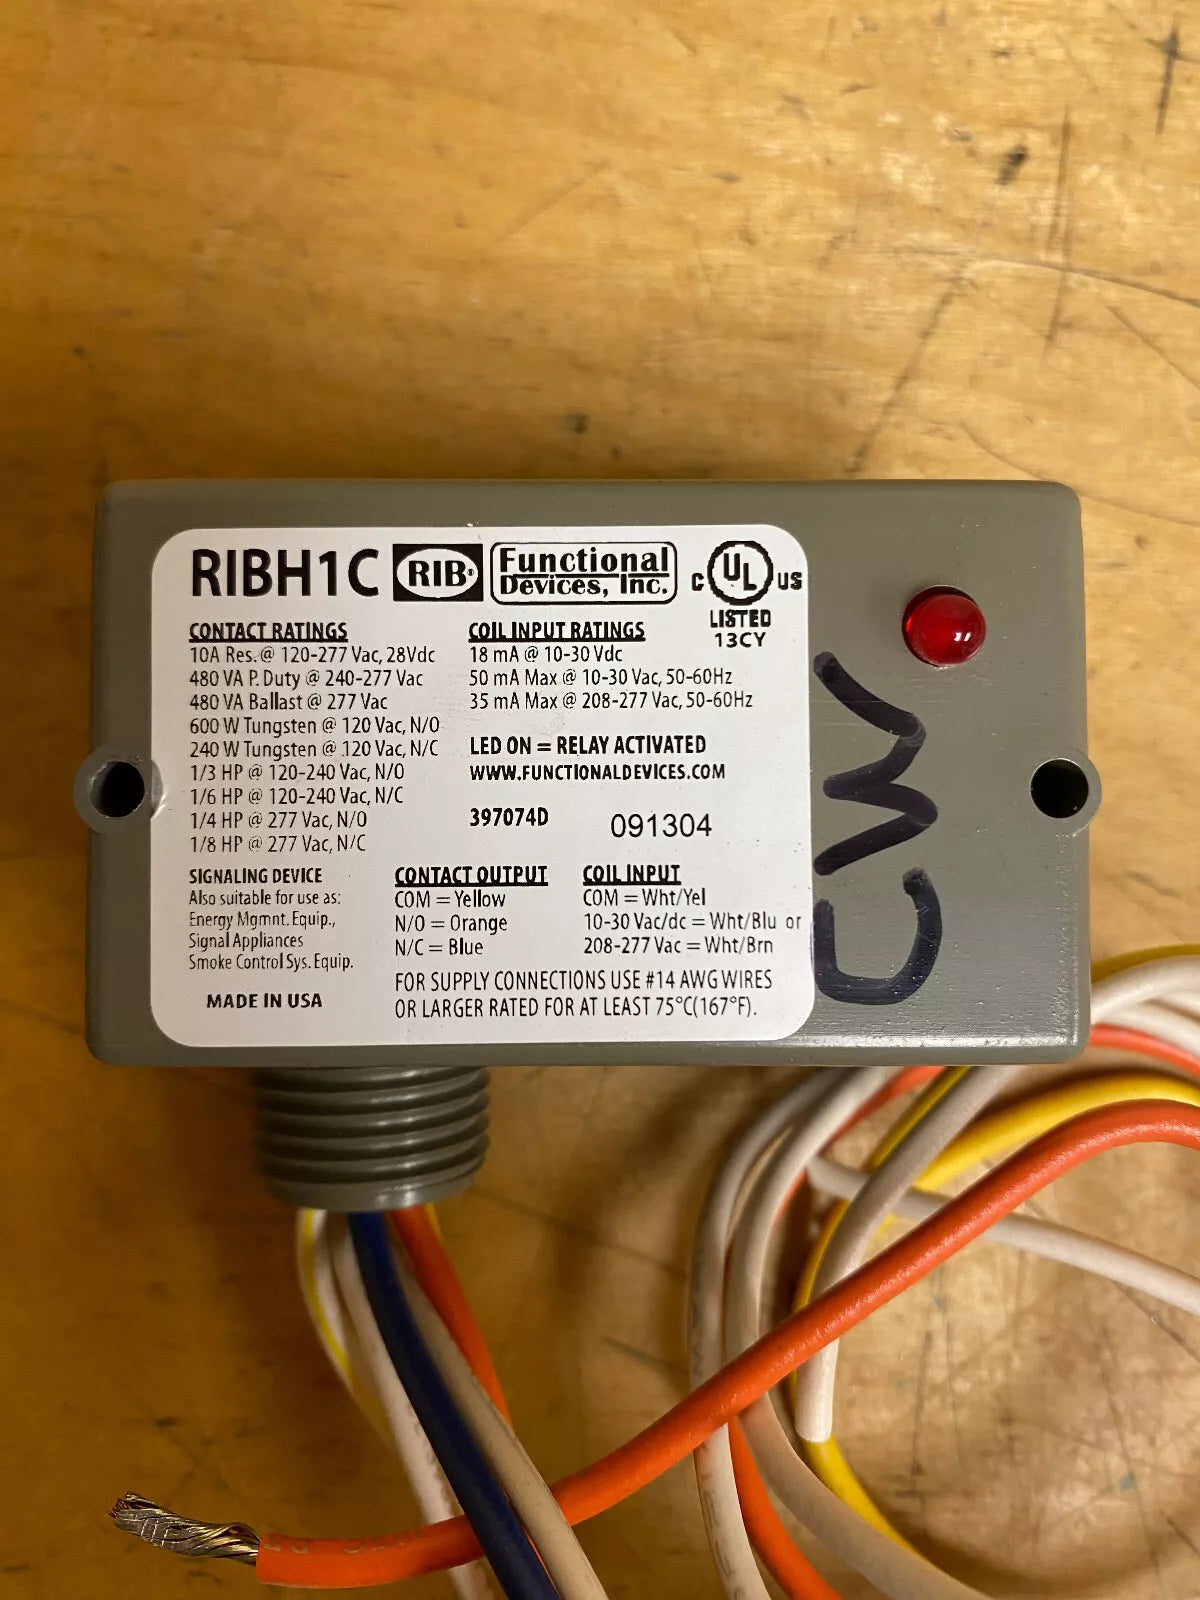 RIBH1C RIB® Functional Devices, Inc. C UL US
LISTED
13CY
CONTACT RATINGS
10A Res. @ 120-277 Vac, 28Vdc
480 VA P. Duty @ 240-277 Vac
480 VA Ballast @ 277 Vac
600 W Tungsten @ 120 Vac, N/O
240 W Tungsten @ 120 Vac, N/C
1/3 HP @ 120-240 Vac, N/O
1/6 HP @ 120-240 Vac, N/C
1/4 HP @ 277 Vac, N/O
1/8 HP @ 277 Vac, N/C
COIL INPUT RATINGS
18 mA @ 10-30 Vdc
50 mA Max @ 10-30 Vac, 50-60Hz
35 mA Max @ 208-277 Vac, 50-60Hz
LED ON = RELAY ACTIVATED
WWW.FUNCTIONALDEVICES.COM
397074D 091304
SIGNALING DEVICE
Also suitable for use as:
Energy Mgmnt. Equip.,
Signal Appliances
Smoke Control Sys. Equip.
MADE IN USA
CONTACT OUTPUT
COM = Yellow
N/O = Orange
N/C = Blue
COIL INPUT
COM = Wht/Yel
10-30 Vac/dc = Wht/Blu or
208-277 Vac = Wht/Brn
FOR SUPPLY CONNECTIONS USE #14 AWG WIRES
OR LARGER RATED FOR AT LEAST 75°C(167°F).
CW